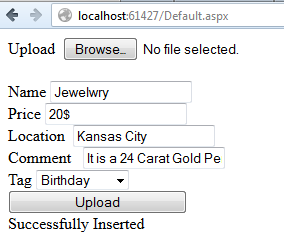 localhost:61427/Default.aspx
Upload Browse.. No file selected.
Name Jewelwry
Price 20$
Location Kansas City
Comment It is a 24 Carat Gold Pe
Tag Birthday
Upload
Successfully Inserted